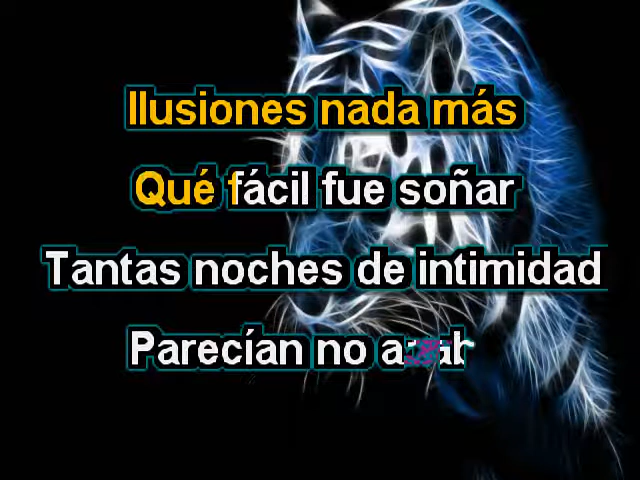 Ilusiones nada más
Qué fácil fue soñar
Tantas noches de intimidad
Parecían no